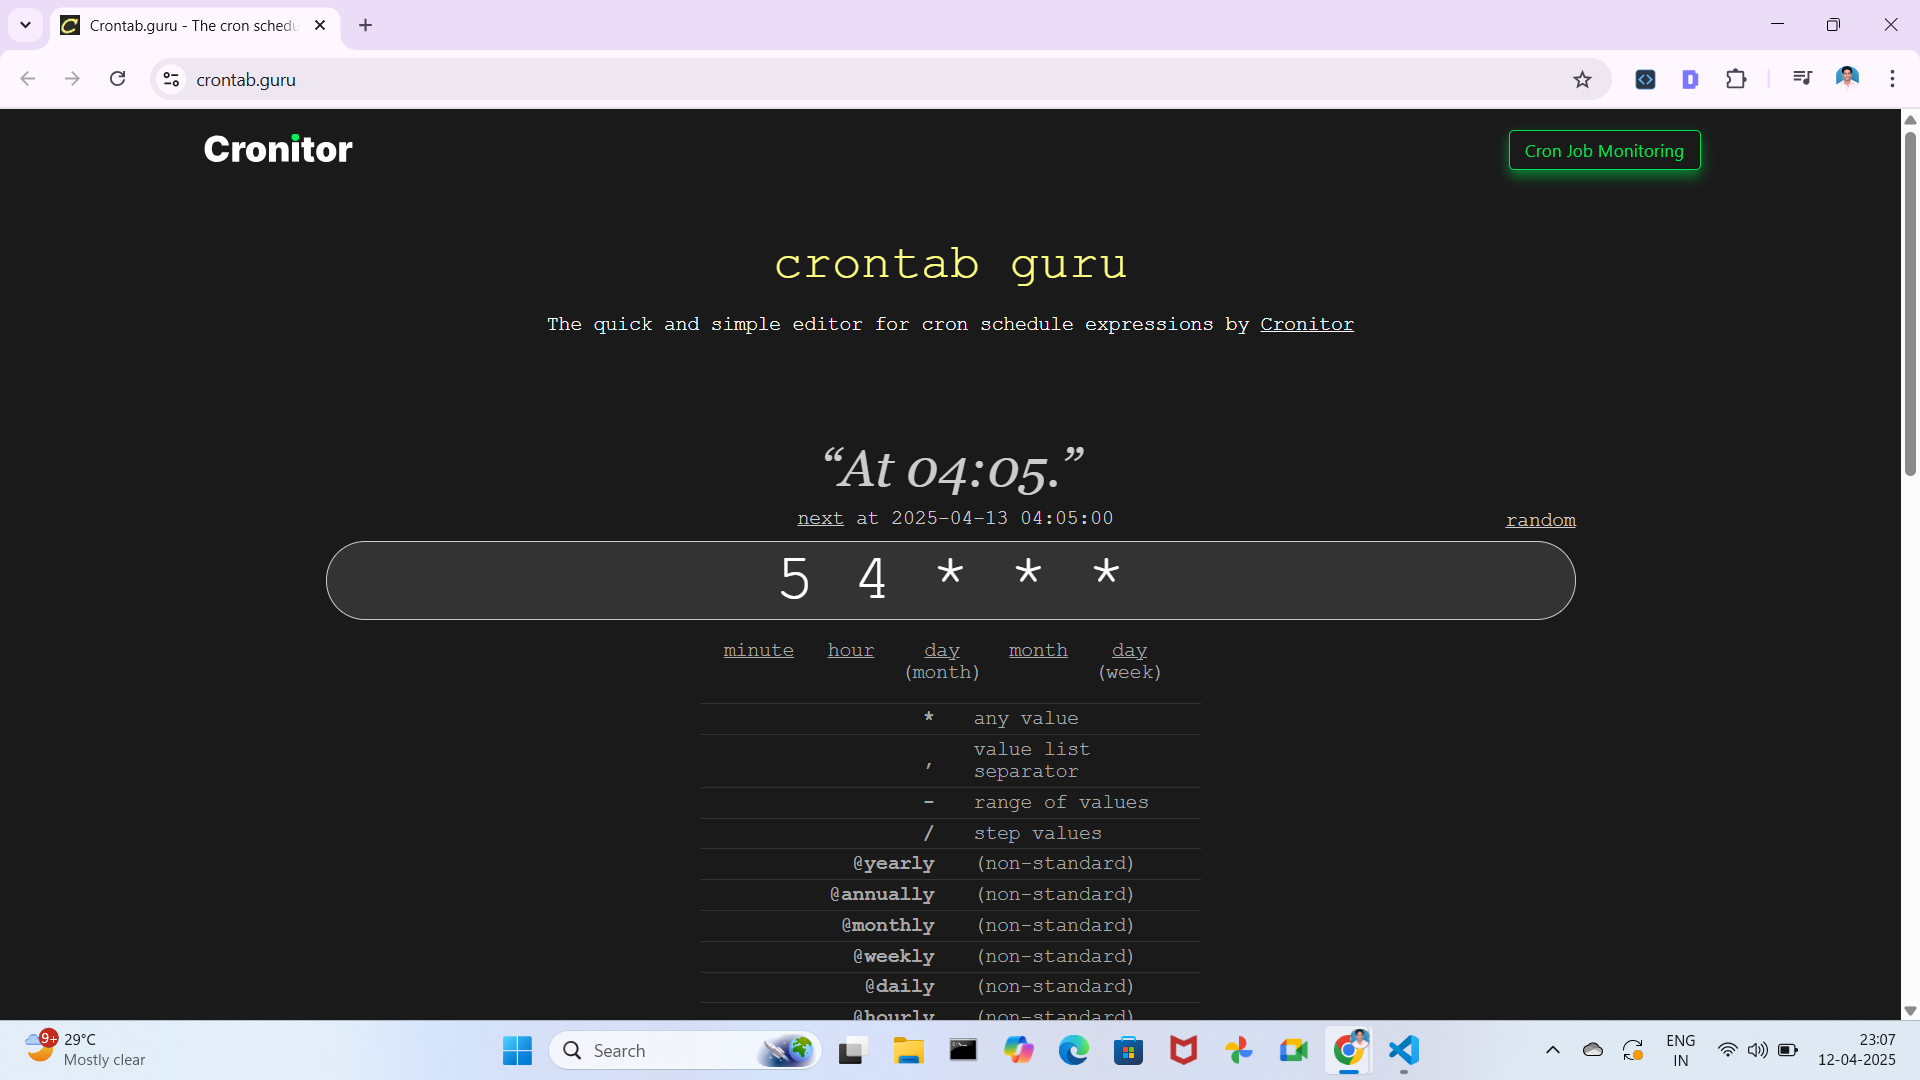 Crontab.guru - The cron schedu
crontab.guru
Cronitor
Cron Job Monitoring
crontab guru
The quick and simple editor for cron schedule expressions by Cronitor
“At 04:05.”
next at 2025-04-13 04:05:00
random
5 4 * * *
minute hour day (month) month day (week)
* any value
, value list separator
- range of values
/ step values
@yearly (non-standard)
@annually (non-standard)
@monthly (non-standard)
@weekly (non-standard)
@daily (non-standard)
@hourly (non-standard)
9+
29°C
Mostly clear
Search
ENG
IN
23:07
12-04-2025